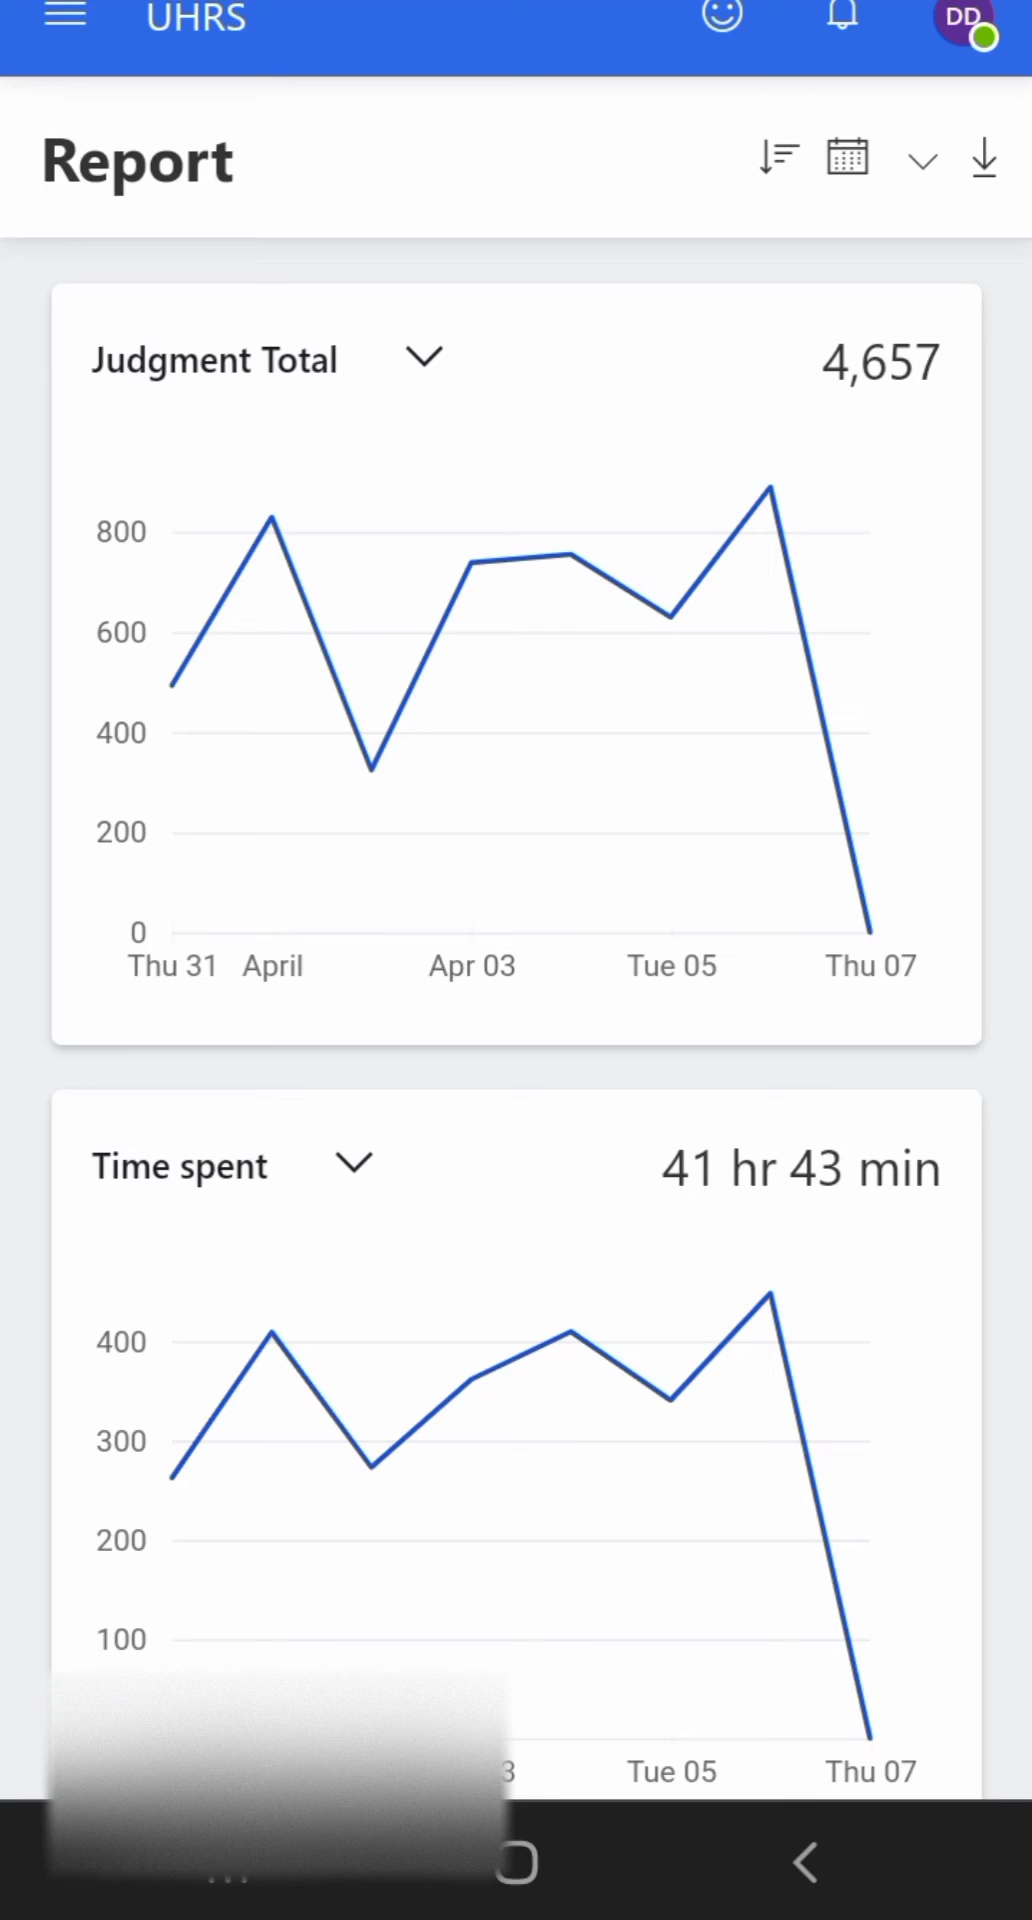 UHRS
DD
Report
Judgment Total
4,657
800
600
400
200
0
Thu 31 April Apr 03 Tue 05 Thu 07
Time spent
41 hr 43 min
400
300
200
100
3 Tue 05 Thu 07